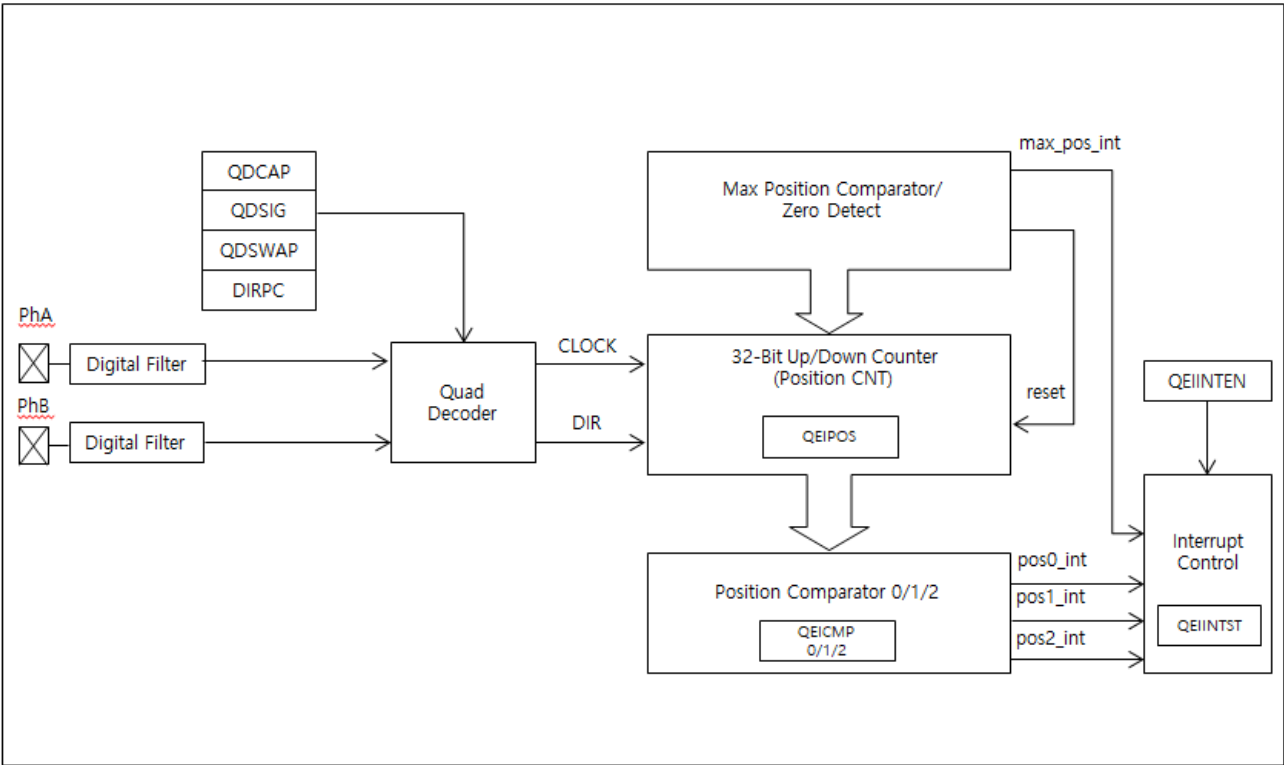 max_pos_int
QDCAP
QDSIG
QDSWAP
DIRPC
Max Position Comparator/
Zero Detect
PhA
Digital Filter
PhB
Digital Filter
Quad
Decoder
CLOCK
DIR
32-Bit Up/Down Counter
(Position CNT)
QEIPOS
reset
QEIINTEN
Position Comparator 0/1/2
QEICMP
0/1/2
pos0_int
pos1_int
pos2_int
Interrupt
Control
QEIINTST